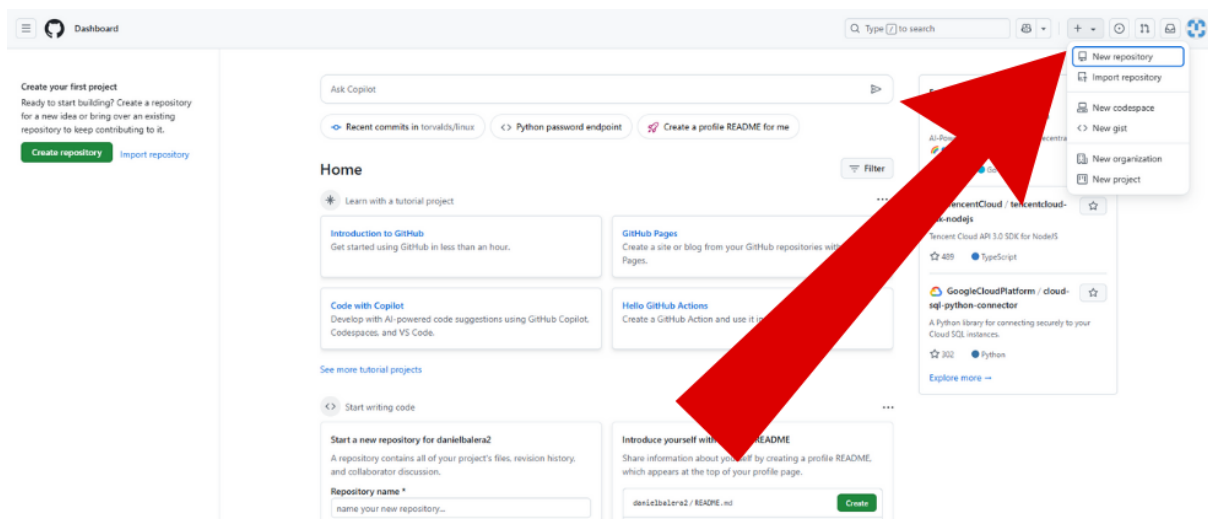 Dashboard
Type / to search
New repository
Import repository
New codespace
New gist
New organization
New project
Create your first project
Ready to start building? Create a repository
for a new idea or bring over an existing
repository to keep contributing to it.
Create repository
Import repository
Ask Copilot
Recent commits in torvalds/linux
Python password endpoint
Create a profile README for me
Home
Filter
Learn with a tutorial project
Introduction to GitHub
Get started using GitHub in less than an hour.
GitHub Pages
Create a site or blog from your GitHub repositories with
Pages.
Code with Copilot
Develop with AI-powered code suggestions using GitHub Copilot,
Codespaces, and VS Code.
Hello GitHub Actions
Create a GitHub Action and use it
See more tutorial projects
Start writing code
Start a new repository for danielbalera2
A repository contains all of your project's files, revision history,
and collaborator discussion.
Repository name *
name your new repository...
Introduce yourself with README
Share information about yourself by creating a profile README,
which appears at the top of your profile page.
danielbalera2 / README.md
Create
TencentCloud / tencentcloud-
-nodejs
Tencent Cloud API 3.0 SDK for NodeJS
489
TypeScript
GoogleCloudPlatform / cloud-
sql-python-connector
A Python library for connecting securely to your
Cloud SQL instances.
302
Python
Explore more →